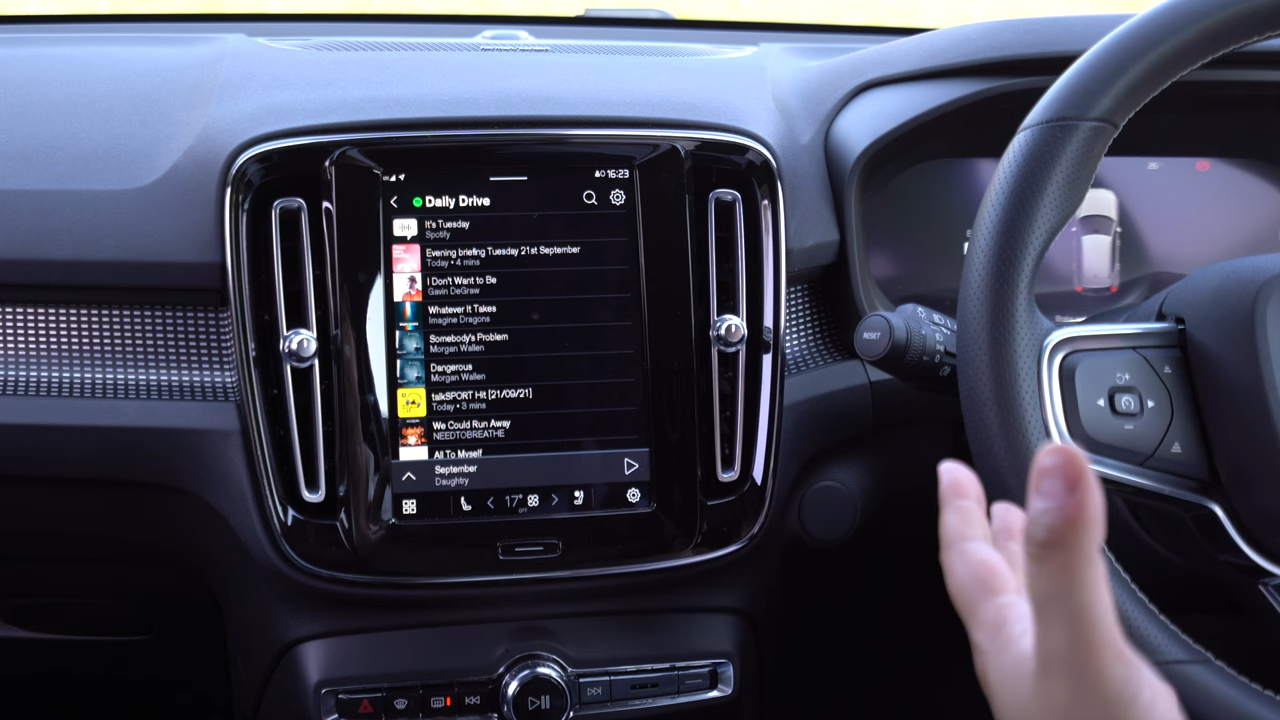 16:23
Daily Drive
It's Tuesday
Spotify
Evening briefing Tuesday 21st September
Today • 4 mins
I Don't Want to Be
Gavin DeGraw
Whatever It Takes
Imagine Dragons
Somebody's Problem
Morgan Wallen
Dangerous
Morgan Wallen
talkSPORT Hit [21/09/21]
Today • 3 mins
We Could Run Away
NEEDTOBREATHE
All To Myself
September
Daughtry
17°
OFF
RESET